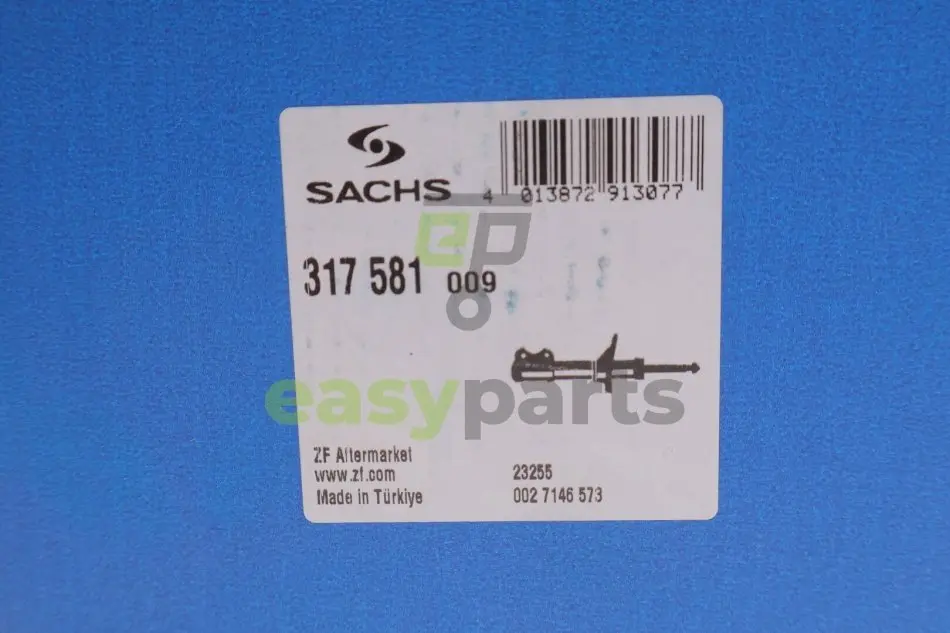 SACHS
4 013872 913077
317 581 009
ep
easyparts
ZF Aftermarket
www.zf.com
Made in Türkiye
23255
002 7146 573